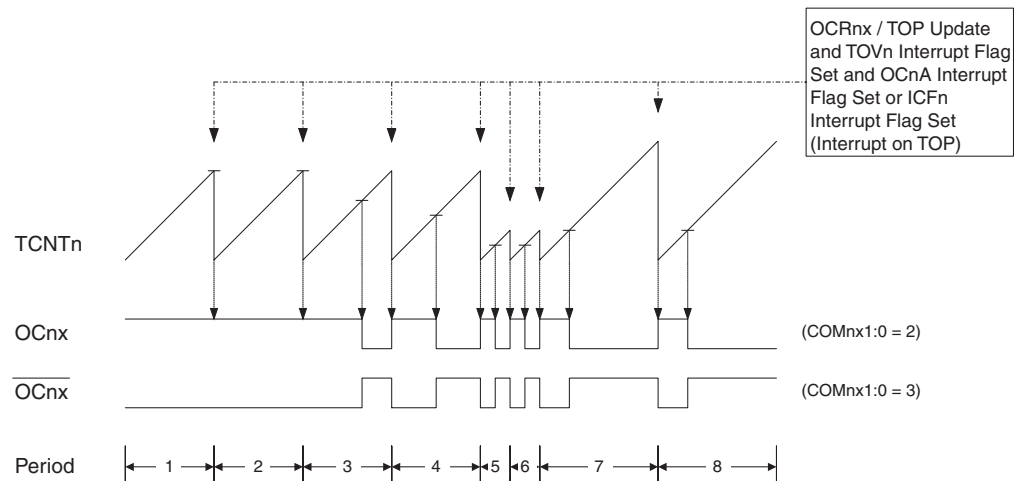 OCRnx / TOP Update
and TOVn Interrupt Flag
Set and OCnA Interrupt
Flag Set or ICFn
Interrupt Flag Set
(Interrupt on TOP)
TCNTn
OCnx (COMnx1:0 = 2)
OCnx (COMnx1:0 = 3)
Period 1 2 3 4 5 6 7 8